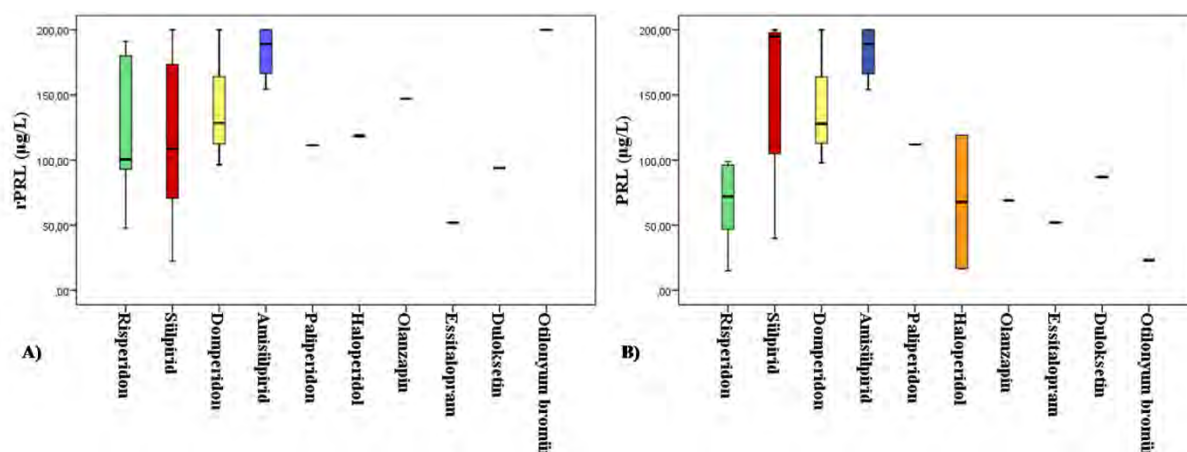 200,00
150,00
100,00
50,00
,00
rPRL (µg/L)
Risperidon
Sülpirid
Domperidon
Amisülpirid
Paliperidon
Haloperidol
Olanzapin
Essitalopram
Duloksetin
Otilonyum bromür
A)
200,00
150,00
100,00
50,00
,00
PRL (µg/L)
Risperidon
Sülpirid
Domperidon
Amisülpirid
Paliperidon
Haloperidol
Olanzapin
Essitalopram
Duloksetin
Otilonyum bromür
B)